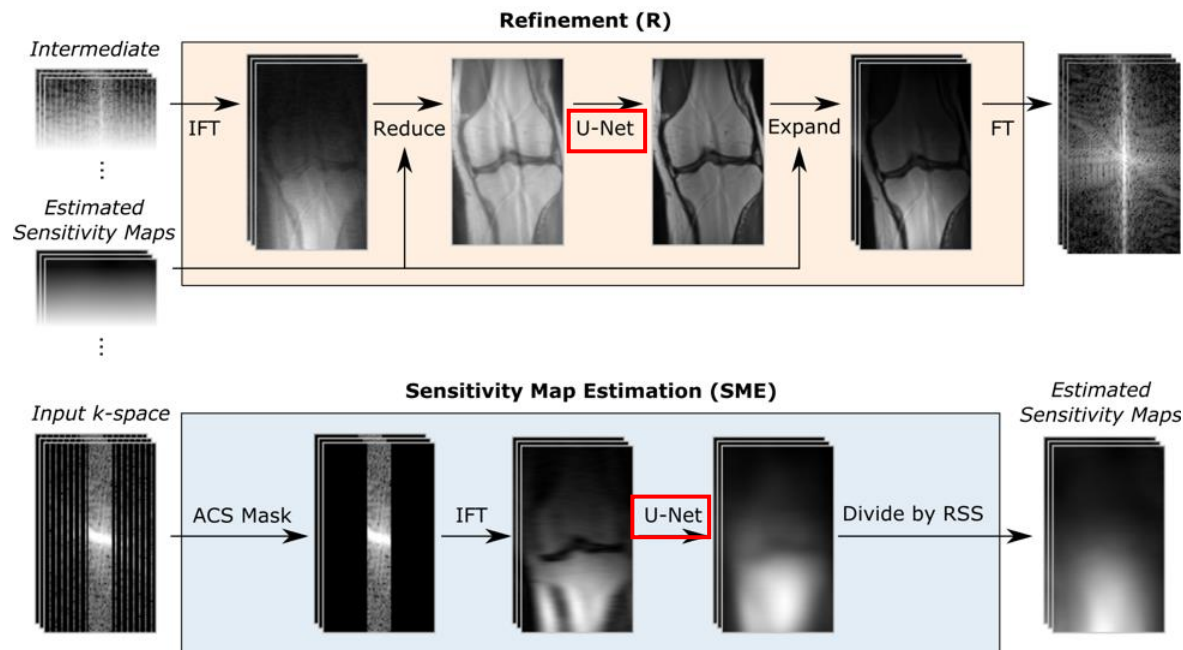 Refinement (R)
Intermediate
⋮
IFT
Reduce
U-Net
Expand
FT
Estimated
Sensitivity Maps
⋮
Sensitivity Map Estimation (SME)
Input k-space
Estimated
Sensitivity Maps
ACS Mask
IFT
U-Net
Divide by RSS